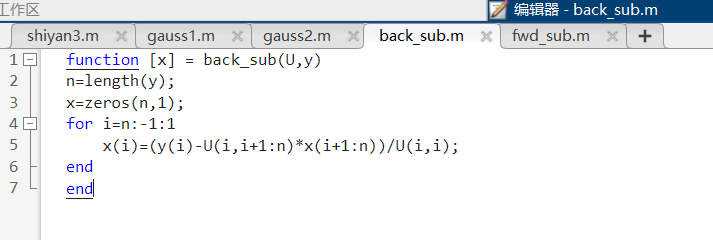 工作区
编辑器 - back_sub.m
shiyan3.m gauss1.m gauss2.m back_sub.m fwd_sub.m
1 function [x] = back_sub(U,y)
2 n=length(y);
3 x=zeros(n,1);
4 for i=n:-1:1
5 x(i)=(y(i)-U(i,i+1:n)*x(i+1:n))/U(i,i);
6 end
7 end